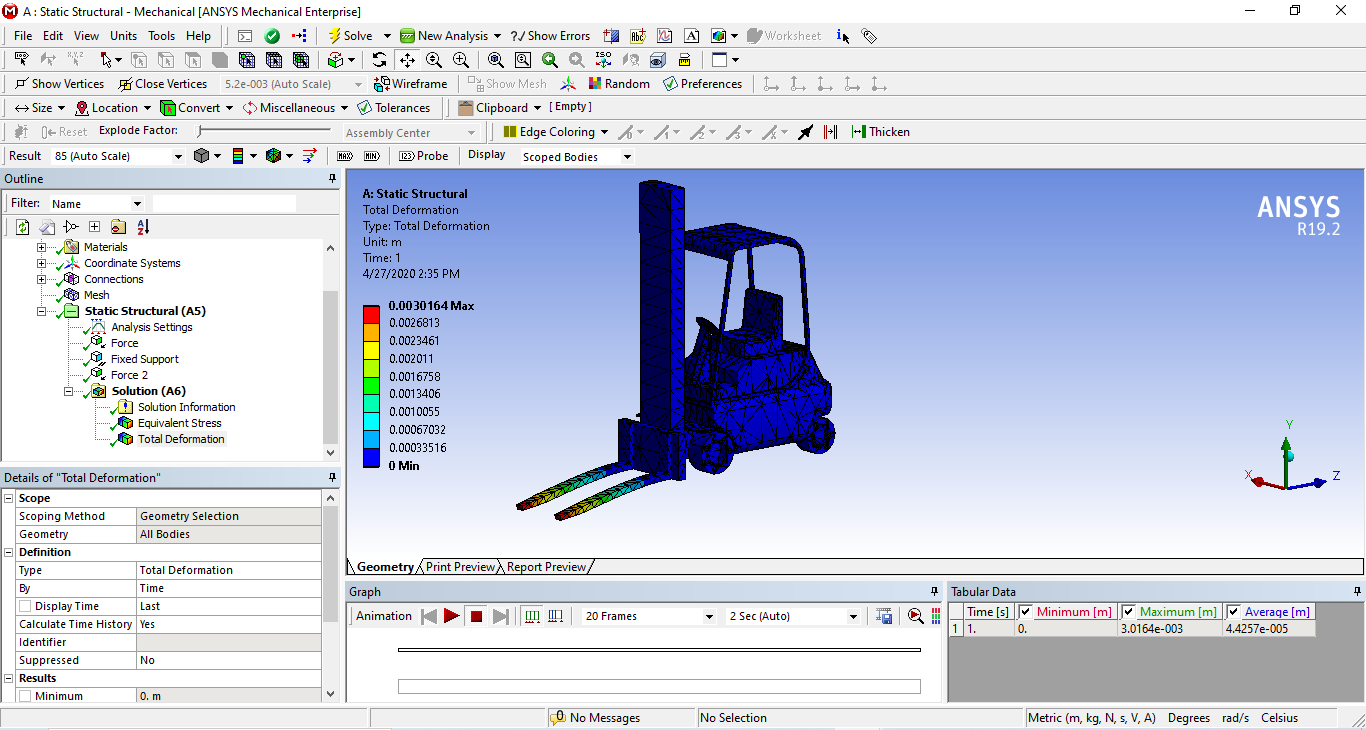 A : Static Structural - Mechanical [ANSYS Mechanical Enterprise]
File Edit View Units Tools Help Solve New Analysis ?/ Show Errors Worksheet
Show Vertices Close Vertices 5.2e-003 (Auto Scale) Wireframe Show Mesh Random Preferences
Size Location Convert Miscellaneous Tolerances Clipboard [ Empty ]
Reset Explode Factor: Assembly Center Edge Coloring Thicken
Result 85 (Auto Scale) MAX MIN 123 Probe Display Scoped Bodies
Outline
Filter: Name
Materials
Coordinate Systems
Connections
Mesh
Static Structural (A5)
Analysis Settings
Force
Fixed Support
Force 2
Solution (A6)
Solution Information
Equivalent Stress
Total Deformation
Details of "Total Deformation"
Scope
Scoping Method Geometry Selection
Geometry All Bodies
Definition
Type Total Deformation
By Time
Display Time Last
Calculate Time History Yes
Identifier
Suppressed No
Results
Minimum 0. m
A: Static Structural
Total Deformation
Type: Total Deformation
Unit: m
Time: 1
4/27/2020 2:35 PM
0.0030164 Max
0.0026813
0.0023461
0.002011
0.0016758
0.0013406
0.0010055
0.00067032
0.00033516
0 Min
ANSYS
R19.2
Y
X
Z
Geometry Print Preview Report Preview
Graph
Animation 20 Frames 2 Sec (Auto)
Tabular Data
Time [s] Minimum [m] Maximum [m] Average [m]
1 1. 0. 3.0164e-003 4.4257e-005
No Messages No Selection Metric (m, kg, N, s, V, A) Degrees rad/s Celsius